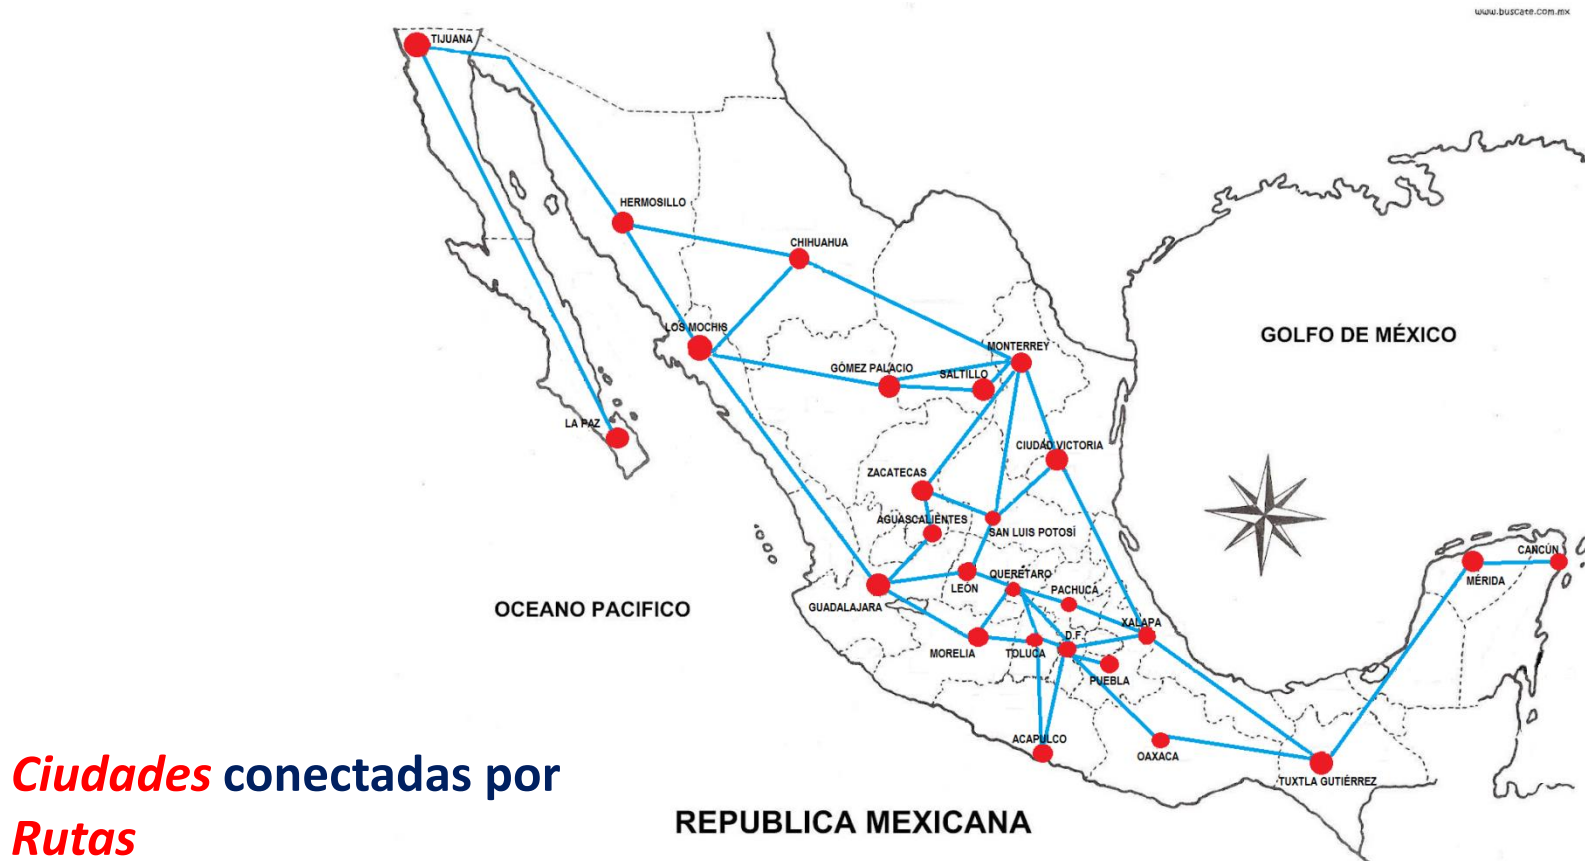 www.buscate.com.mx
TIJUANA
HERMOSILLO
CHIHUAHUA
LOS MOCHIS
MONTERREY
GOLFO DE MÉXICO
GÓMEZ PALACIO
SALTILLO
LA PAZ
CIUDAD VICTORIA
ZACATECAS
AGUASCALIENTES
SAN LUIS POTOSÍ
CANCÚN
MÉRIDA
QUERETARO
LEÓN
PACHUCA
OCEANO PACIFICO
GUADALAJARA
XALAPA
D.F.
MORELIA
TOLUCA
PUEBLA
ACAPULCO
OAXACA
TUXTLA GUTIÉRREZ
Ciudades conectadas por
Rutas
REPUBLICA MEXICANA